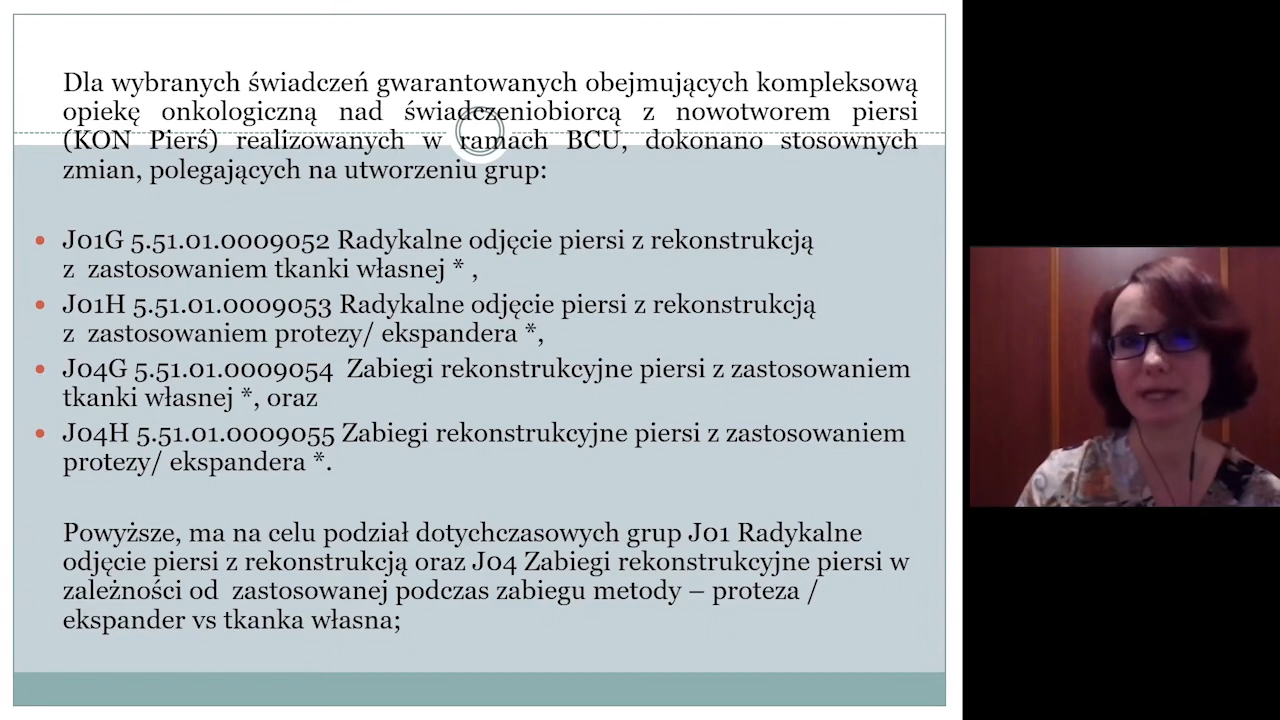 Dla wybranych świadczeń gwarantowanych obejmujących kompleksową
opiekę onkologiczną nad świadczeniobiorcą z nowotworem piersi
(KON Pierś) realizowanych w ramach BCU, dokonano stosownych
zmian, polegających na utworzeniu grup:
• J01G 5.51.01.0009052 Radykalne odjęcie piersi z rekonstrukcją
z zastosowaniem tkanki własnej * ,
• J01H 5.51.01.0009053 Radykalne odjęcie piersi z rekonstrukcją
z zastosowaniem protezy/ ekspandera *,
• J04G 5.51.01.0009054 Zabiegi rekonstrukcyjne piersi z zastosowaniem
tkanki własnej *, oraz
• J04H 5.51.01.0009055 Zabiegi rekonstrukcyjne piersi z zastosowaniem
protezy/ ekspandera *.
Powyższe, ma na celu podział dotychczasowych grup J01 Radykalne
odjęcie piersi z rekonstrukcją oraz J04 Zabiegi rekonstrukcyjne piersi w
zależności od zastosowanej podczas zabiegu metody – proteza /
ekspander vs tkanka własna;